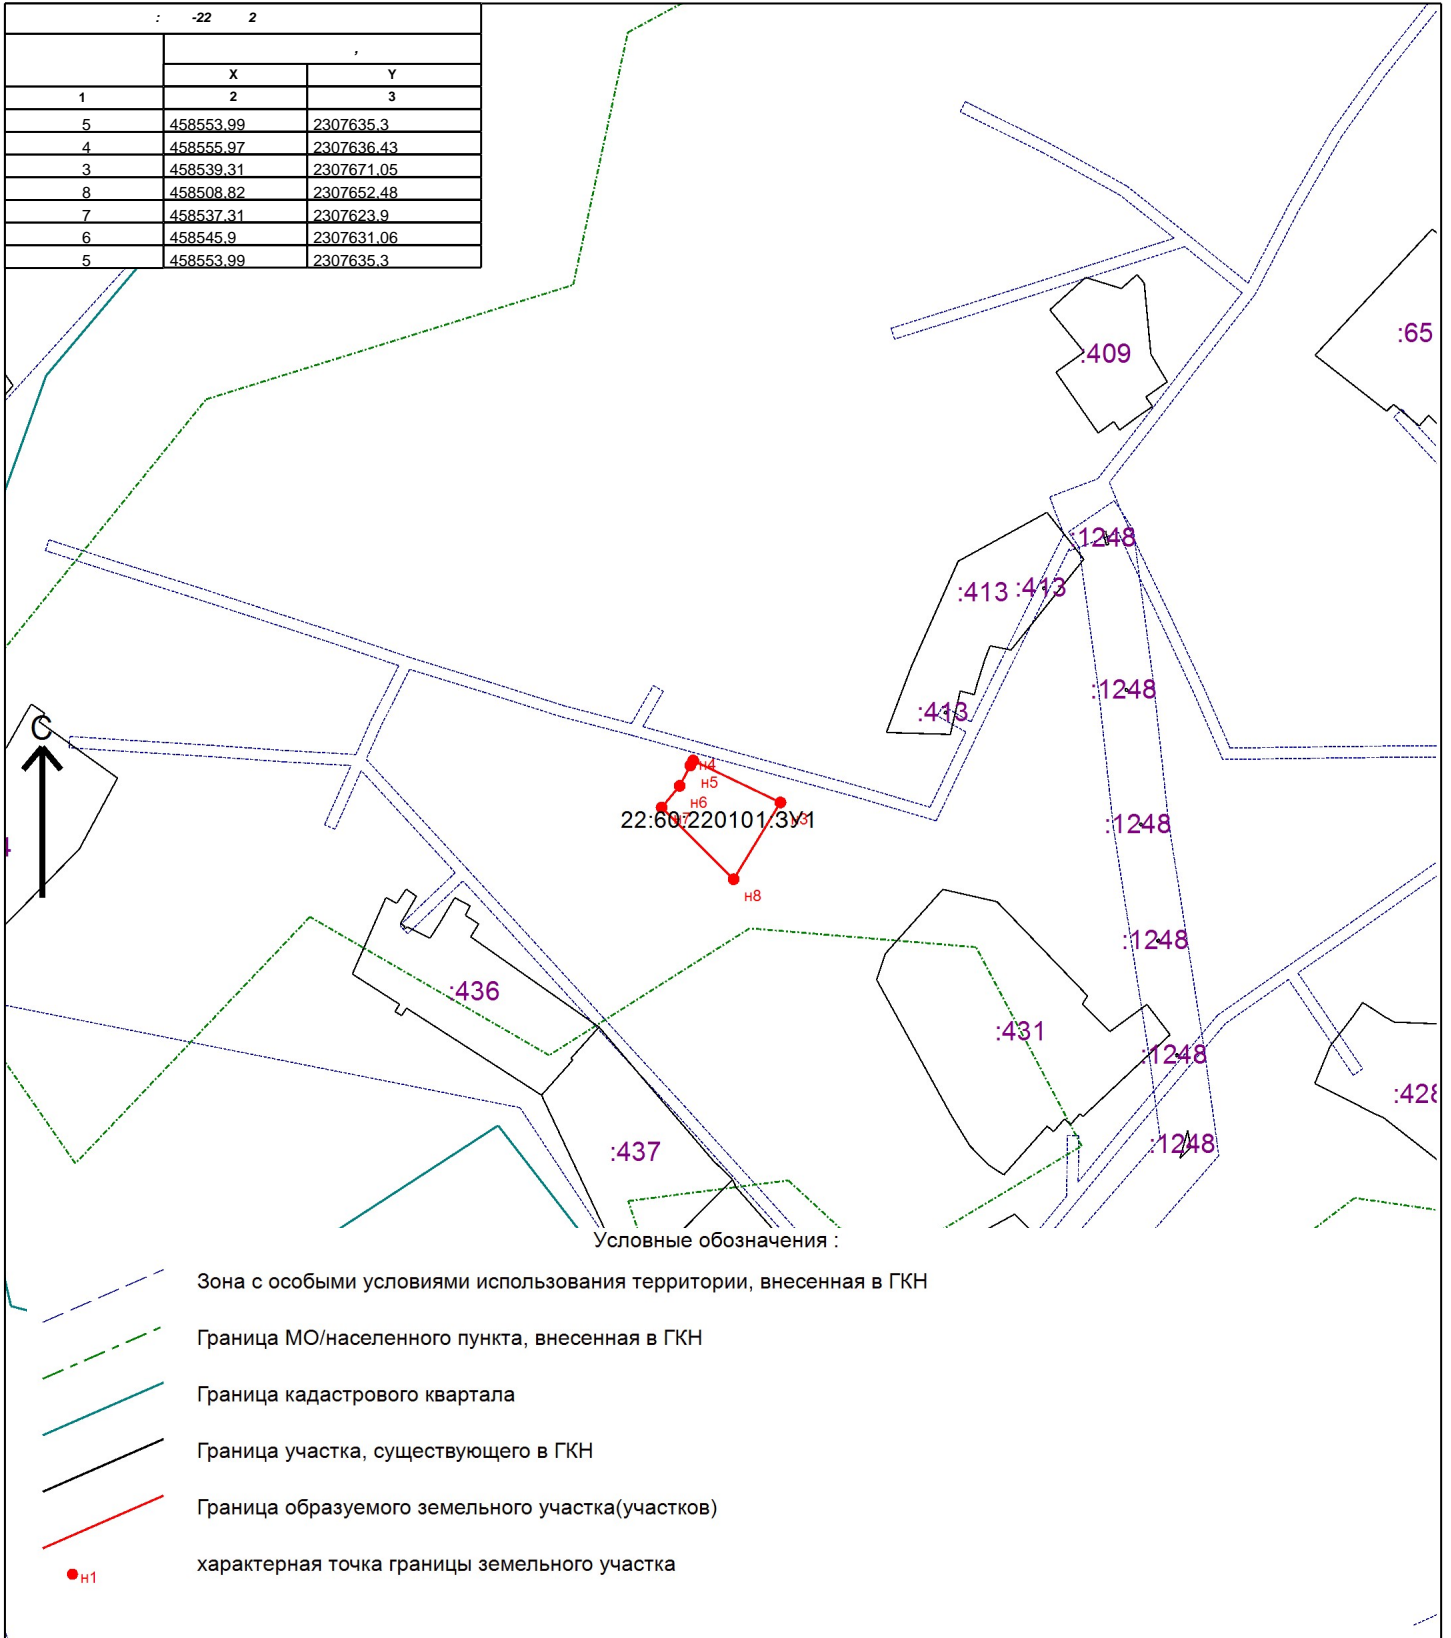 : -22 2
,
X Y
1 2 3
5 458553,99 2307635,3
4 458555,97 2307636,43
3 458539,31 2307671,05
8 458508,82 2307652,48
7 458537,31 2307623,9
6 458545,9 2307631,06
5 458553,99 2307635,3
:65
:409
:1248
:413 :413
:1248
:413
С
н4
н5
н6
22:60:220101:ЗУ1
н7
н3
:1248
4
н8
:1248
:436
:431
:1248
:428
:437
:1248
Условные обозначения :
Зона с особыми условиями использования территории, внесенная в ГКН
Граница МО/населенного пункта, внесенная в ГКН
Граница кадастрового квартала
Граница участка, существующего в ГКН
Граница образуемого земельного участка(участков)
н1 характерная точка границы земельного участка